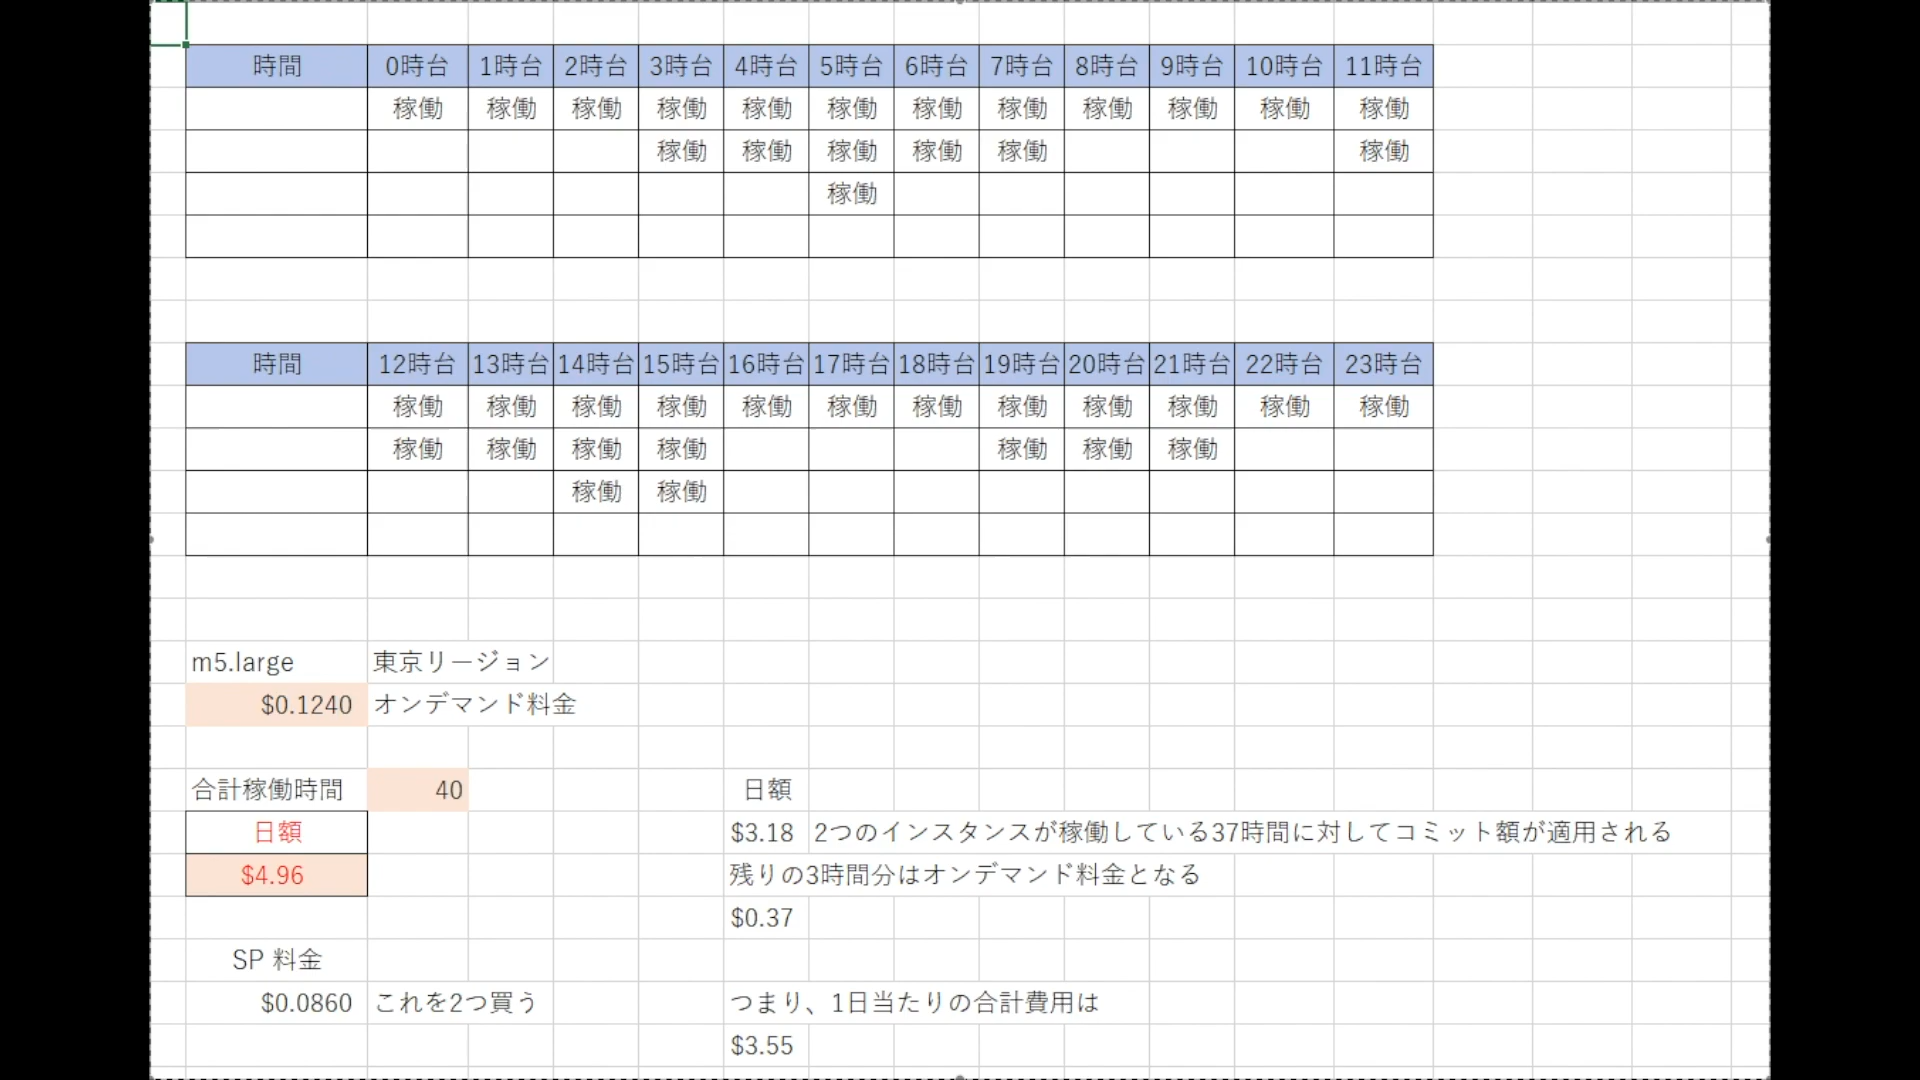 時間 0時台 1時台 2時台 3時台 4時台 5時台 6時台 7時台 8時台 9時台 10時台 11時台
稼働 稼働 稼働 稼働 稼働 稼働 稼働 稼働 稼働 稼働 稼働 稼働
稼働 稼働 稼働 稼働 稼働 稼働
稼働
時間 12時台 13時台 14時台 15時台 16時台 17時台 18時台 19時台 20時台 21時台 22時台 23時台
稼働 稼働 稼働 稼働 稼働 稼働 稼働 稼働 稼働 稼働 稼働 稼働
稼働 稼働 稼働 稼働 稼働 稼働 稼働
稼働 稼働
m5.large 東京リージョン
$0.1240 オンデマンド料金
合計稼働時間 40 日額
日額 $3.18 2つのインスタンスが稼働している37時間に対してコミット額が適用される
$4.96 残りの3時間分はオンデマンド料金となる
$0.37
SP 料金
$0.0860 これを2つ買う つまり、1日当たりの合計費用は
$3.55